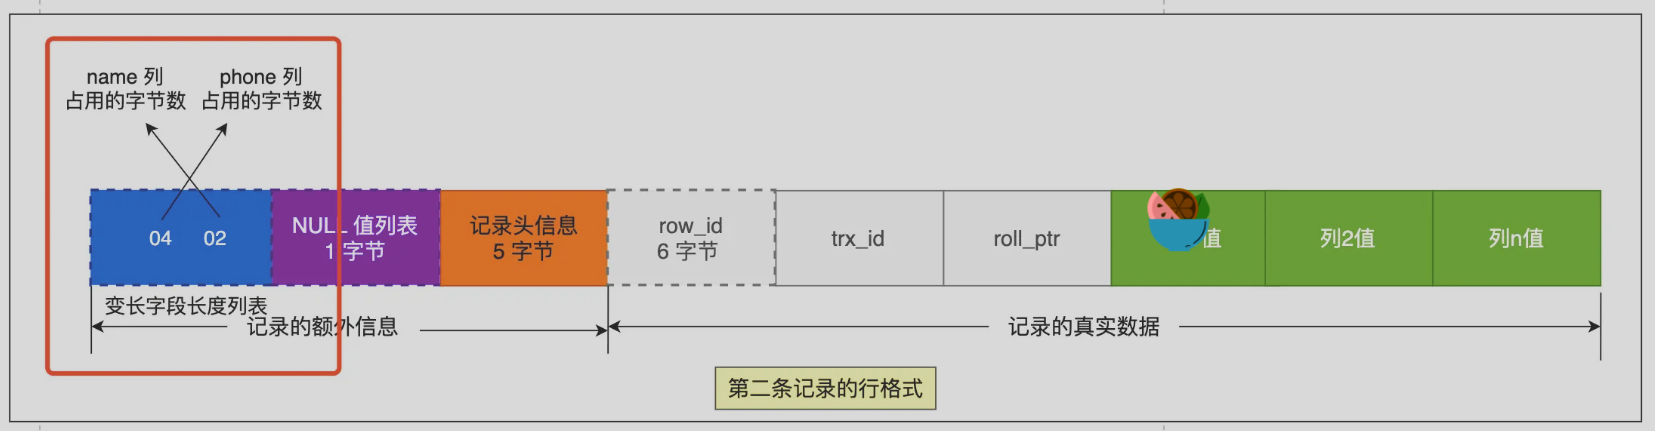 name 列
占用的字节数
phone 列
占用的字节数
04 02
NULL 值列表
1 字节
记录头信息
5 字节
row_id
6 字节
trx_id
roll_ptr
值
列2值
列n值
变长字段长度列表
记录的额外信息
记录的真实数据
第二条记录的行格式